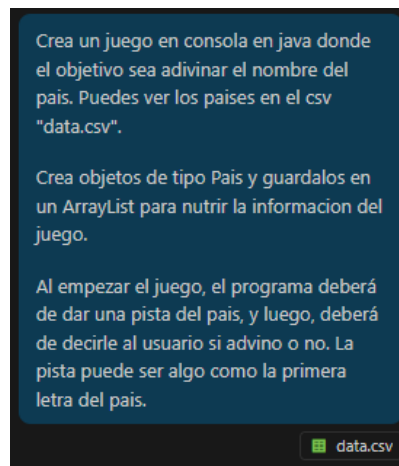 Crea un juego en consola en java donde
el objetivo sea adivinar el nombre del
pais. Puedes ver los paises en el csv
"data.csv".
Crea objetos de tipo Pais y guardalos en
un ArrayList para nutrir la informacion del
juego.
Al empezar el juego, el programa deberá
de dar una pista del pais, y luego, deberá
de decirle al usuario si advino o no. La
pista puede ser algo como la primera
letra del pais.
data.csv